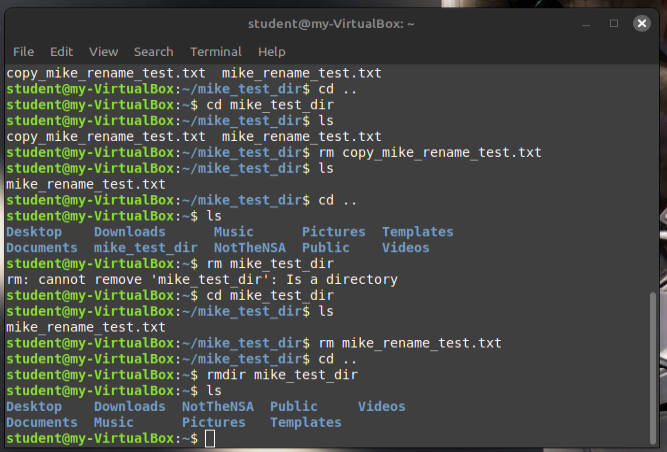 student@my-VirtualBox: ~
File Edit View Search Terminal Help
copy_mike_rename_test.txt  mike_rename_test.txt
student@my-VirtualBox:~/mike_test_dir$ cd ..
student@my-VirtualBox:~$ cd mike_test_dir
student@my-VirtualBox:~/mike_test_dir$ ls
copy_mike_rename_test.txt  mike_rename_test.txt
student@my-VirtualBox:~/mike_test_dir$ rm copy_mike_rename_test.txt
student@my-VirtualBox:~/mike_test_dir$ ls
mike_rename_test.txt
student@my-VirtualBox:~/mike_test_dir$ cd ..
student@my-VirtualBox:~$ ls
Desktop    Downloads      Music      Pictures  Templates
Documents  mike_test_dir  NotTheNSA  Public    Videos
student@my-VirtualBox:~$ rm mike_test_dir
rm: cannot remove 'mike_test_dir': Is a directory
student@my-VirtualBox:~$ cd mike_test_dir
student@my-VirtualBox:~/mike_test_dir$ ls
mike_rename_test.txt
student@my-VirtualBox:~/mike_test_dir$ rm mike_rename_test.txt
student@my-VirtualBox:~/mike_test_dir$ cd ..
student@my-VirtualBox:~$ rmdir mike_test_dir
student@my-VirtualBox:~$ ls
Desktop    Downloads  NotTheNSA  Public     Videos
Documents  Music      Pictures   Templates
student@my-VirtualBox:~$